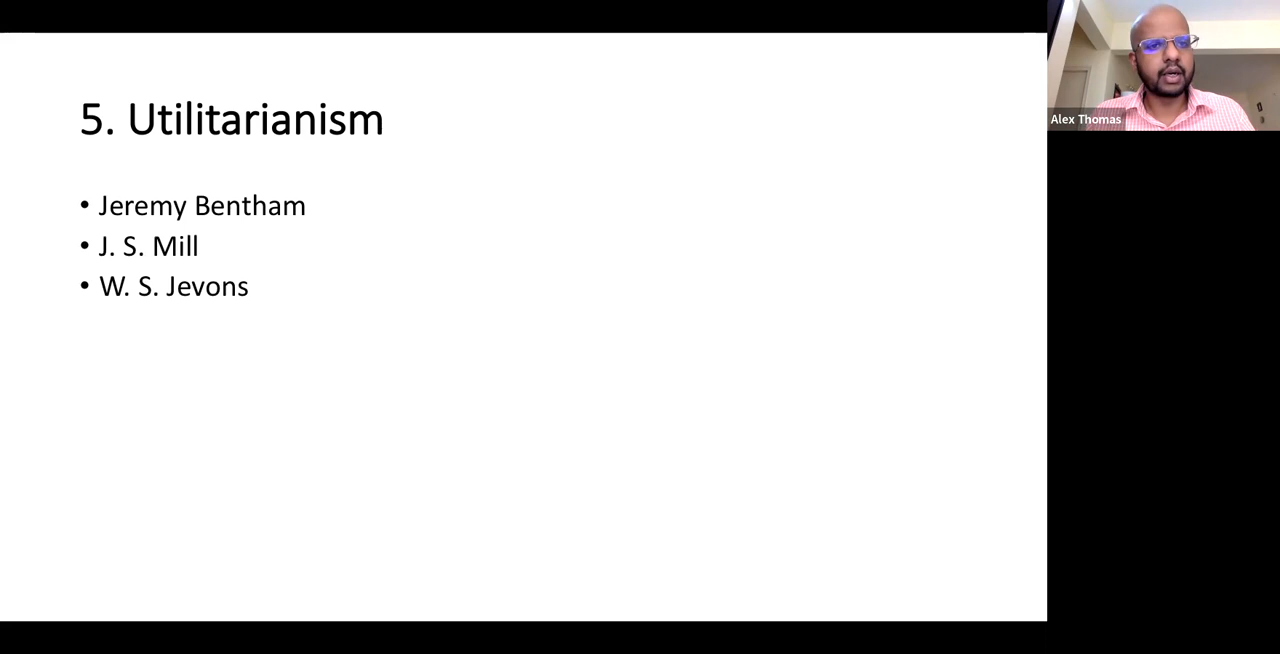 5. Utilitarianism
• Jeremy Bentham
• J. S. Mill
• W. S. Jevons
Alex Thomas